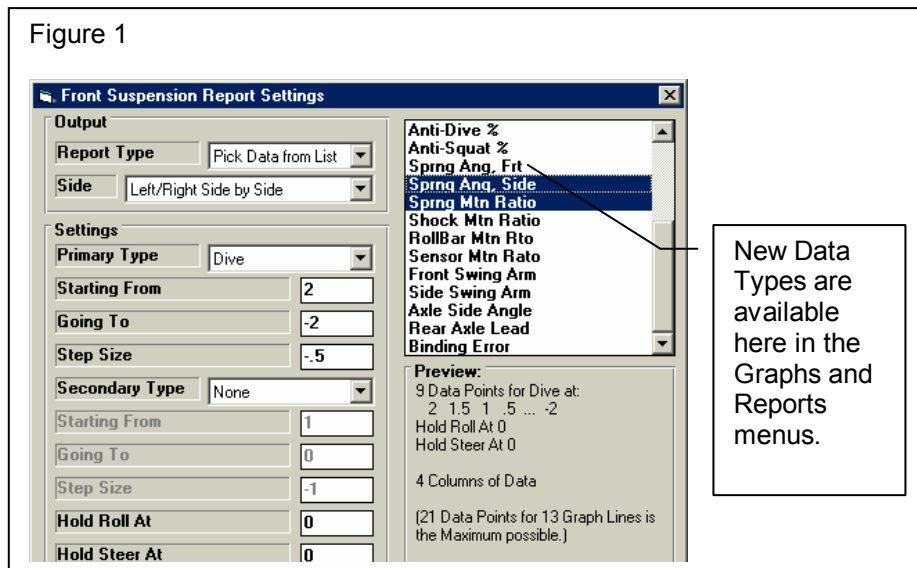 Figure 1
Front Suspension Report Settings
Output
Report Type
Pick Data from List
Side
Left/Right Side by Side
Settings
Primary Type
Dive
Starting From
2
Going To
-2
Step Size
-.5
Secondary Type
None
Starting From
1
Going To
0
Step Size
-1
Hold Roll At
0
Hold Steer At
0
Anti-Dive %
Anti-Squat %
Sprng Ang, Frt
Sprng Ang, Side
Sprng Mtn Ratio
Shock Mtn Ratio
RollBar Mtn Rto
Sensor Mtn Rato
Front Swing Arm
Side Swing Arm
Axle Side Angle
Rear Axle Lead
Binding Error
Preview:
9 Data Points for Dive at:
2 1.5 1 .5 ... -2
Hold Roll At 0
Hold Steer At 0
4 Columns of Data
(21 Data Points for 13 Graph Lines is
the Maximum possible.)
New Data
Types are
available
here in the
Graphs and
Reports
menus.